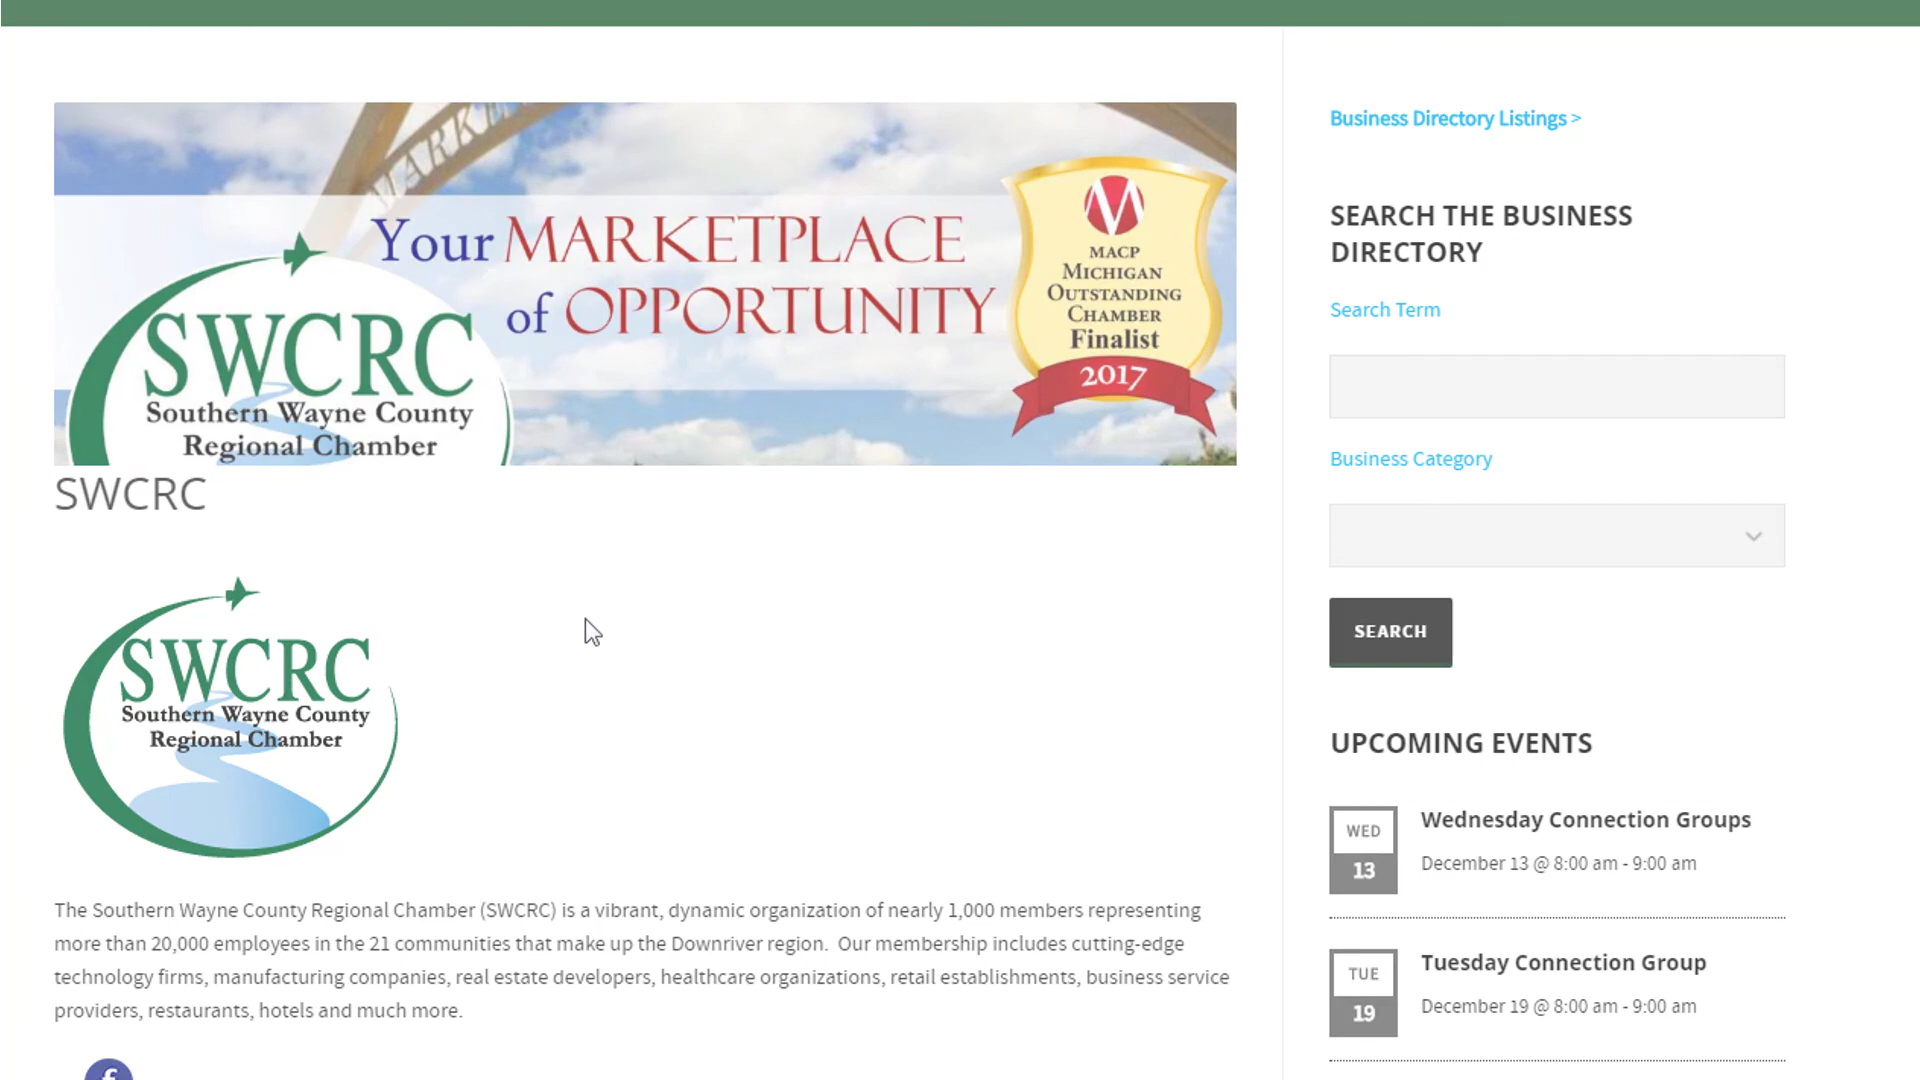 MARKE
Your MARKETPLACE
of OPPORTUNITY
MACP
MICHIGAN
OUTSTANDING
CHAMBER
Finalist
2017
SWCRC
Southern Wayne County
Regional Chamber
SWCRC
SWCRC
Southern Wayne County
Regional Chamber
The Southern Wayne County Regional Chamber (SWCRC) is a vibrant, dynamic organization of nearly 1,000 members representing
more than 20,000 employees in the 21 communities that make up the Downriver region.  Our membership includes cutting-edge
technology firms, manufacturing companies, real estate developers, healthcare organizations, retail establishments, business service
providers, restaurants, hotels and much more.
Business Directory Listings >
SEARCH THE BUSINESS
DIRECTORY
Search Term
Business Category
SEARCH
UPCOMING EVENTS
WED
13
Wednesday Connection Groups
December 13 @ 8:00 am - 9:00 am
TUE
19
Tuesday Connection Group
December 19 @ 8:00 am - 9:00 am